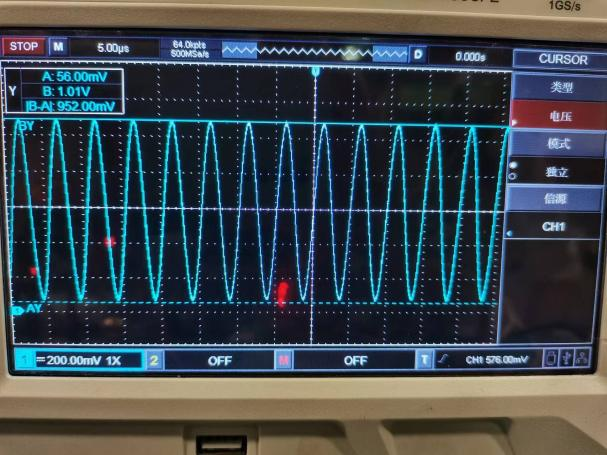 1GS/s
STOP M 5.00μs 64.0kpts 500MSa/s D 0.000s CURSOR
Y
A: 56.00mV
B: 1.01V
|B-A|: 952.00mV
类型
电压
模式
独立
信源
CH1
BY
AY
1 =200.00mV 1X 2 OFF M OFF T CH1 576.00mV